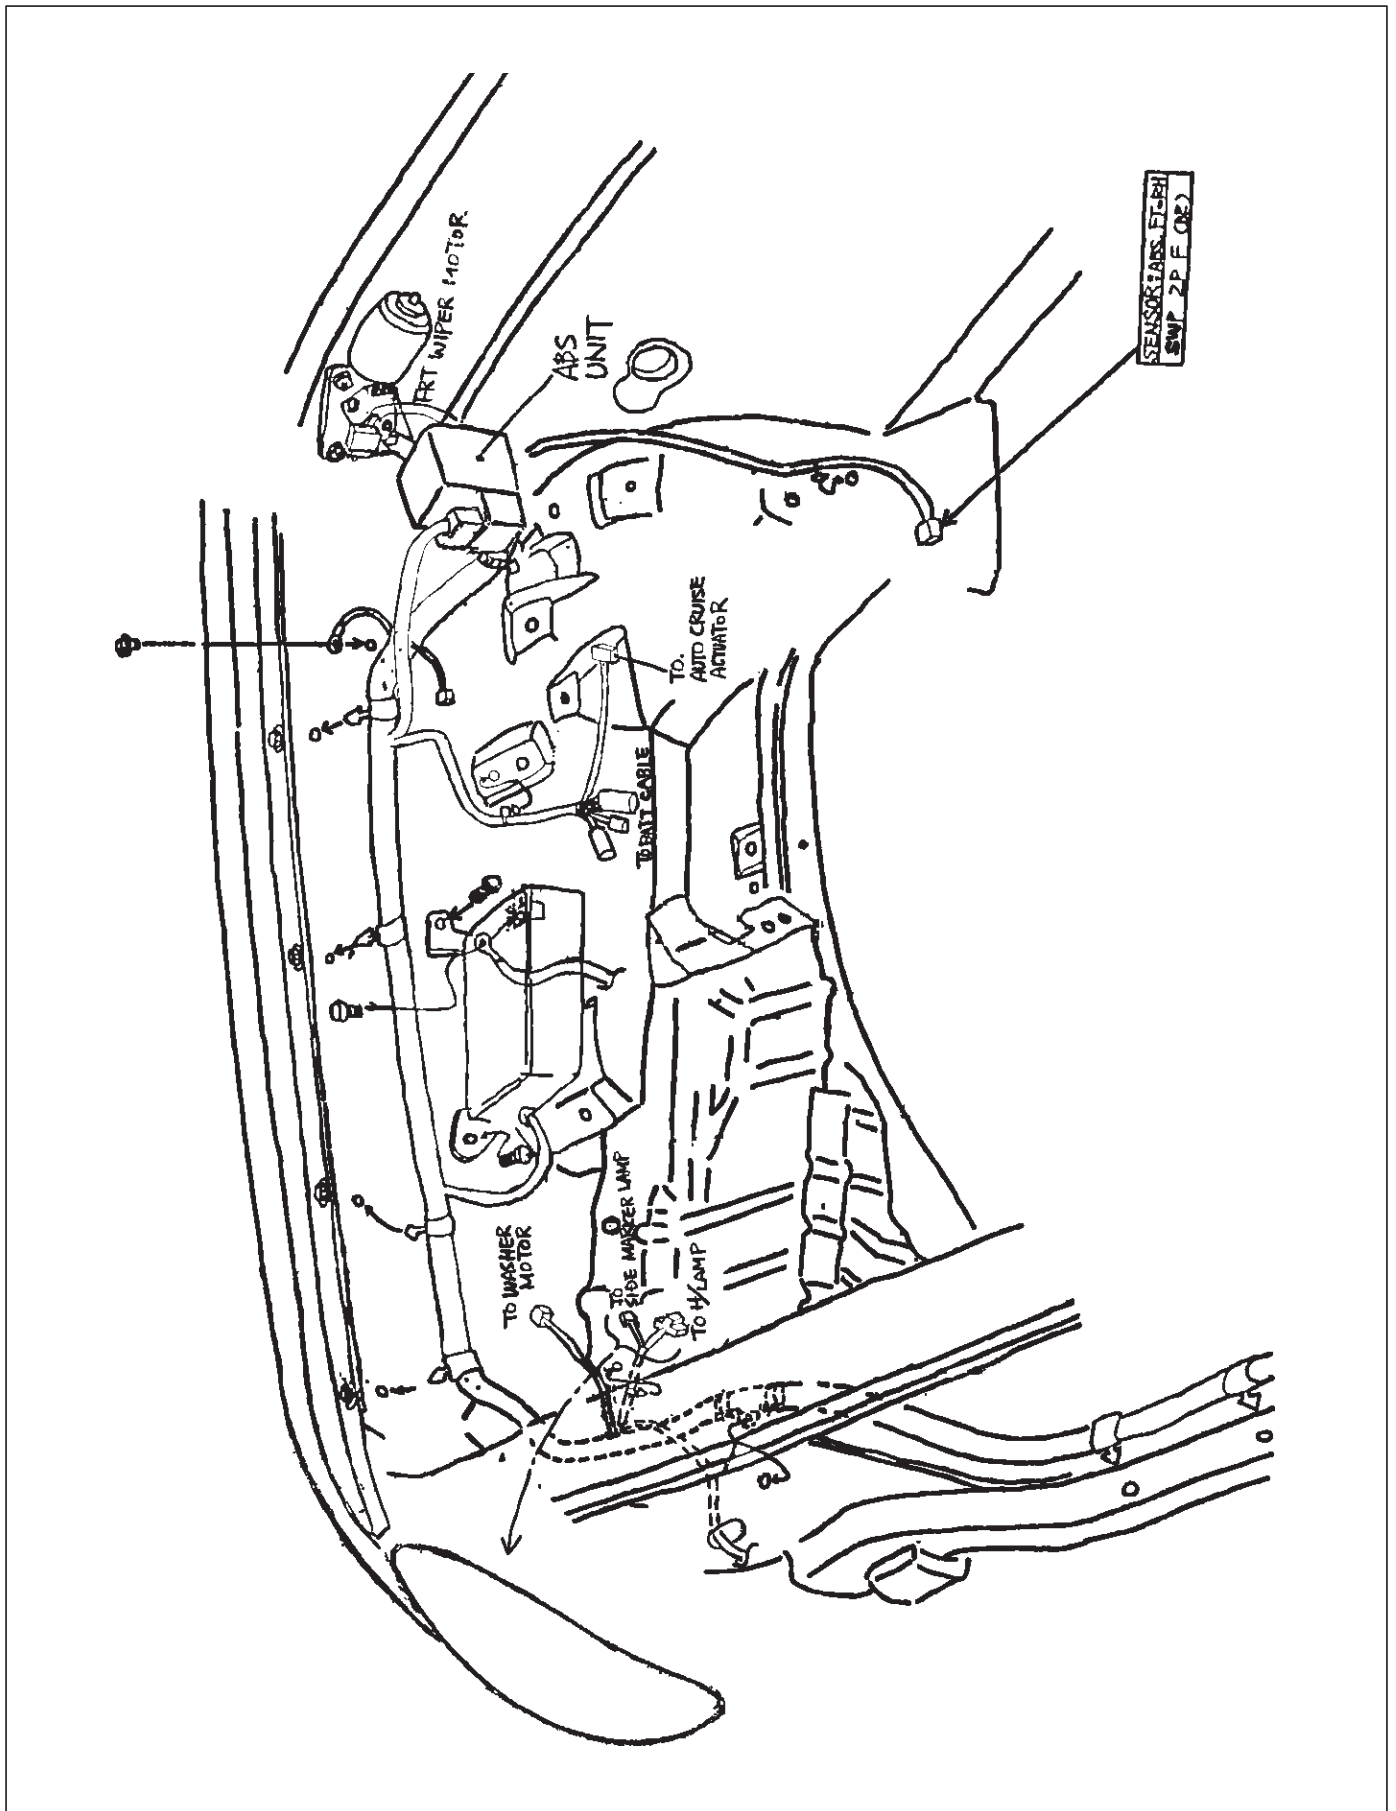 FRT WIPER MOTOR
ABS
UNIT
SENSOR:ABS. FT-RH
SWP 2P F (DE)
TO.
AUTO CRUISE
ACTUATOR
TO BATT CABLE
TO WASHER
MOTOR
TO
SIDE MARKER LAMP
TO H/LAMP